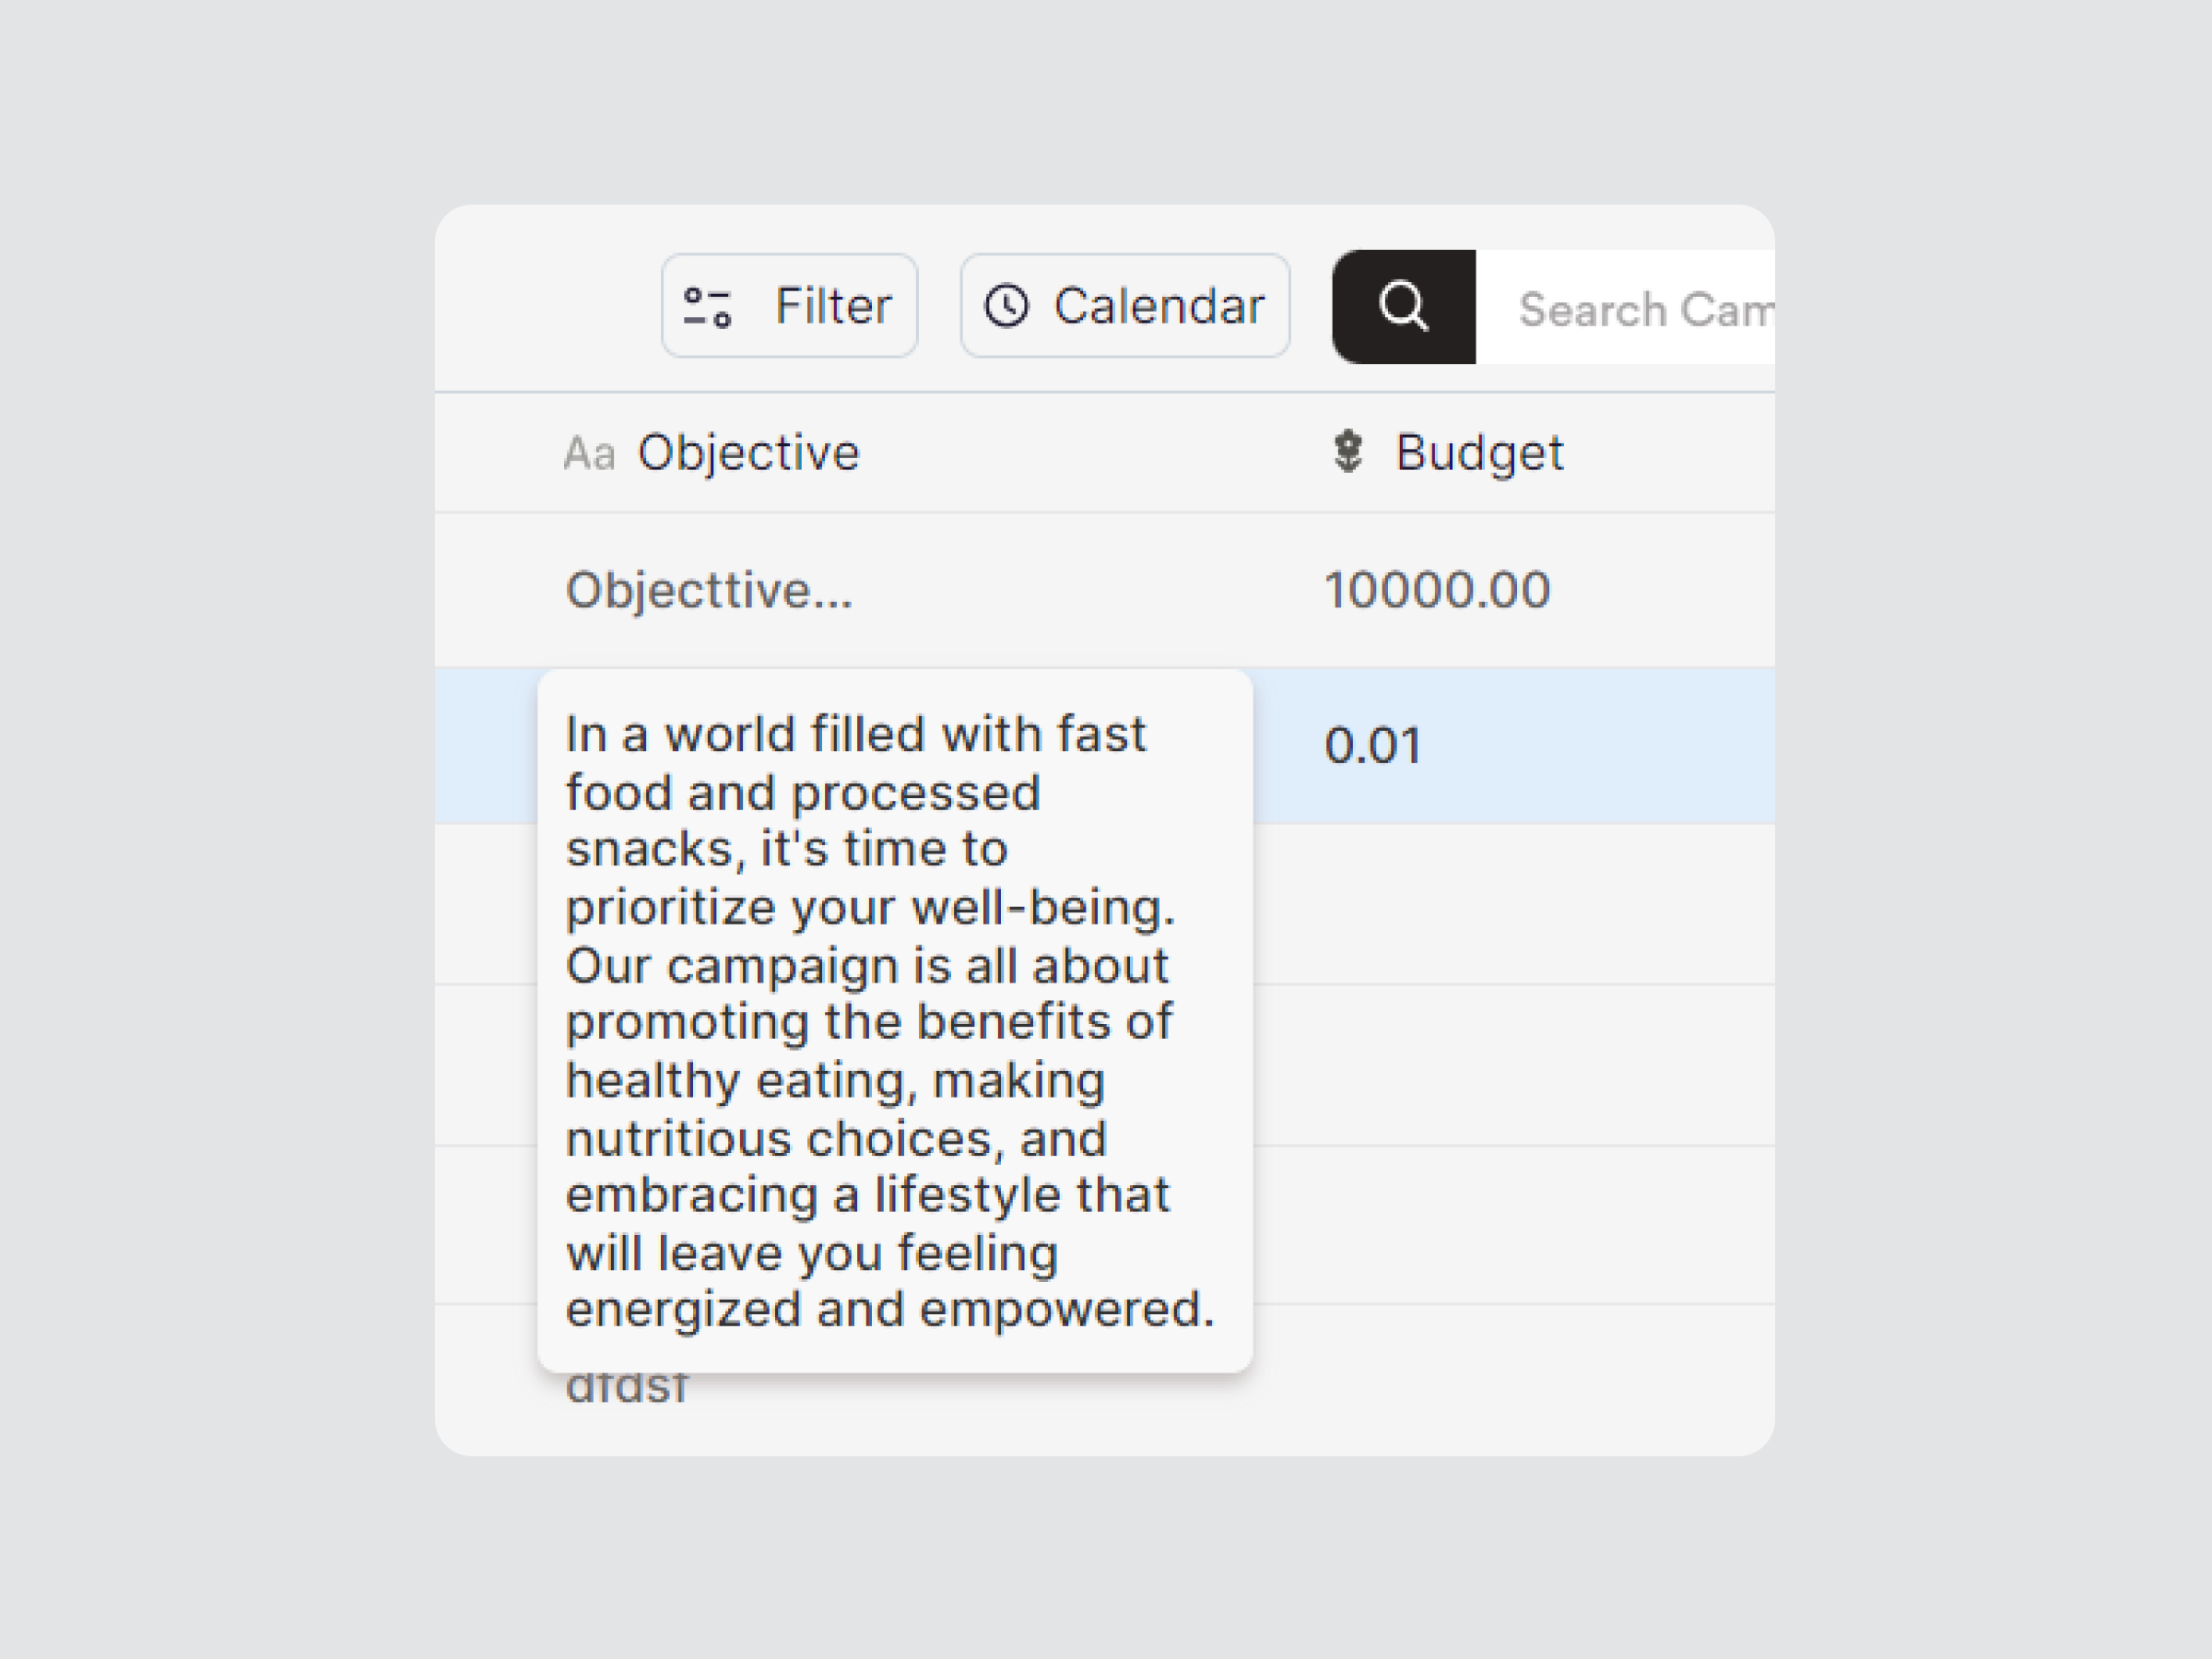 Filter Calendar Search Cam
Aa Objective Budget
Objecttive... 10000.00
0.01
In a world filled with fast
food and processed
snacks, it's time to
prioritize your well-being.
Our campaign is all about
promoting the benefits of
healthy eating, making
nutritious choices, and
embracing a lifestyle that
will leave you feeling
energized and empowered.
dfdsf